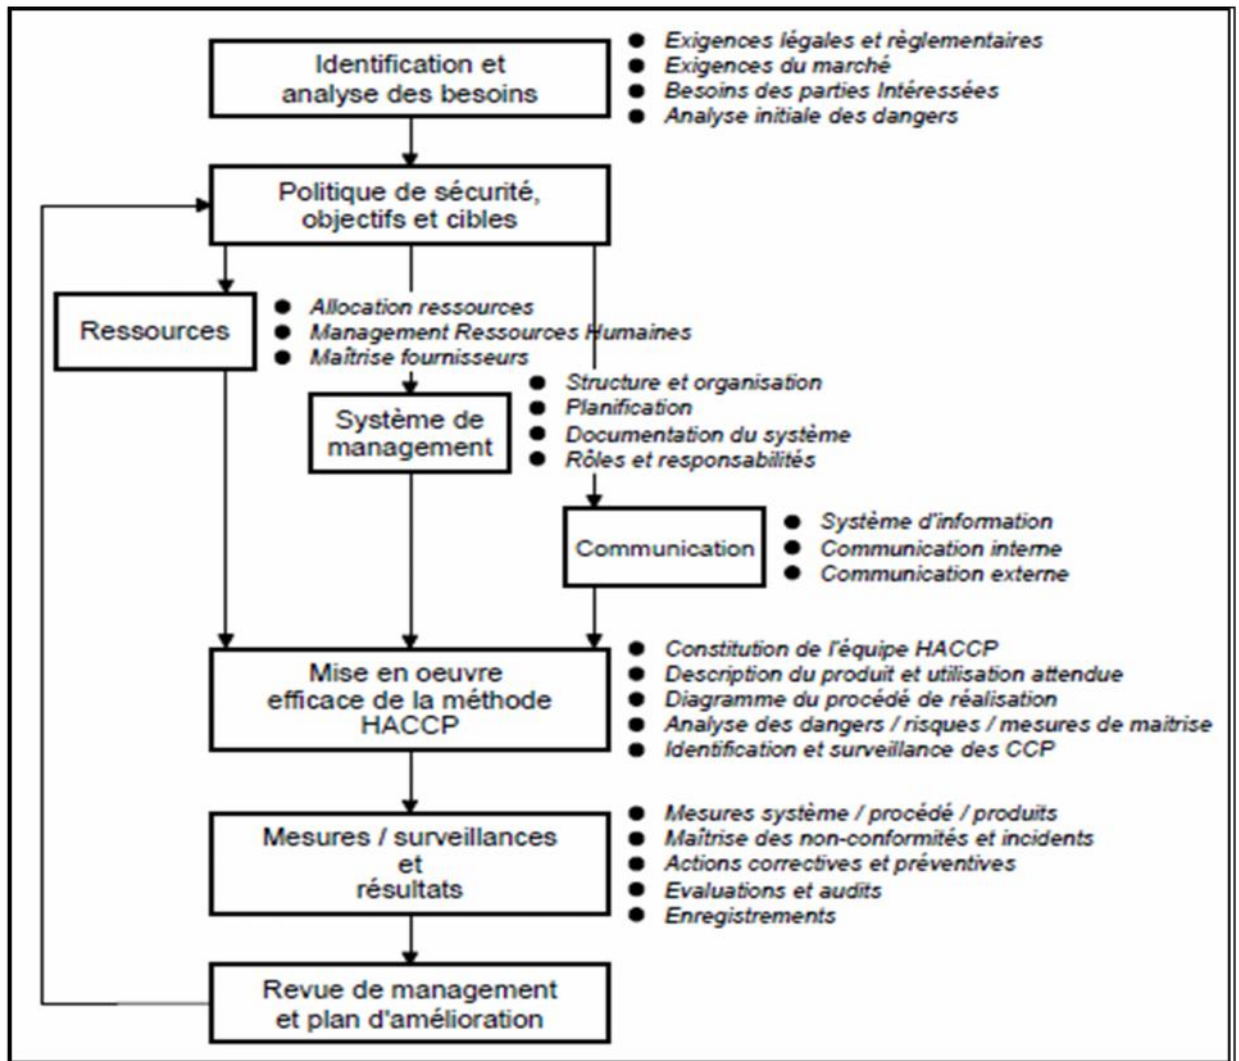 Identification et
analyse des besoins
● Exigences légales et règlementaires
● Exigences du marché
● Besoins des parties Intéressées
● Analyse initiale des dangers
Politique de sécurité,
objectifs et cibles
Ressources
● Allocation ressources
● Management Ressources Humaines
● Maîtrise fournisseurs
Système de
management
● Structure et organisation
● Planification
● Documentation du système
● Rôles et responsabilités
Communication
● Système d'information
● Communication interne
● Communication externe
Mise en oeuvre
efficace de la méthode
HACCP
● Constitution de l'équipe HACCP
● Description du produit et utilisation attendue
● Diagramme du procédé de réalisation
● Analyse des dangers / risques / mesures de maîtrise
● Identification et surveillance des CCP
Mesures / surveillances
et
résultats
● Mesures système / procédé / produits
● Maîtrise des non-conformités et incidents
● Actions correctives et préventives
● Evaluations et audits
● Enregistrements
Revue de management
et plan d'amélioration